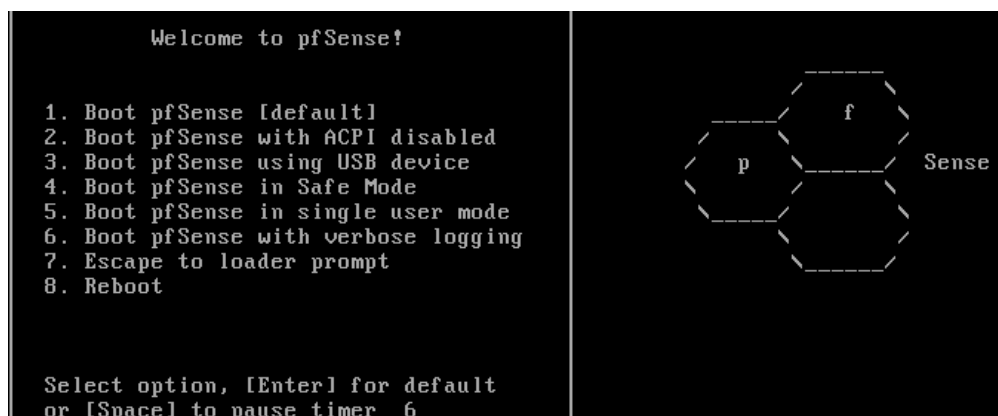 Welcome to pfSense!
1. Boot pfSense [default]
2. Boot pfSense with ACPI disabled
3. Boot pfSense using USB device
4. Boot pfSense in Safe Mode
5. Boot pfSense in single user mode
6. Boot pfSense with verbose logging
7. Escape to loader prompt
8. Reboot
Select option, [Enter] for default
or [Space] to pause timer 6
f
p Sense